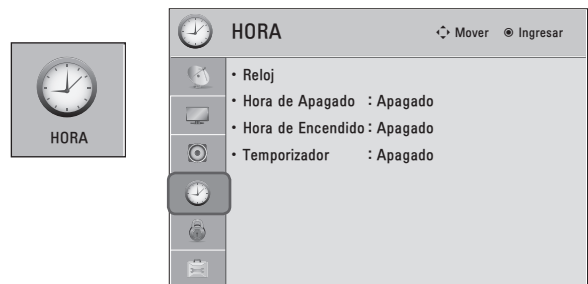 HORA
HORA
Mover
Ingresar
• Reloj
• Hora de Apagado : Apagado
• Hora de Encendido : Apagado
• Temporizador : Apagado